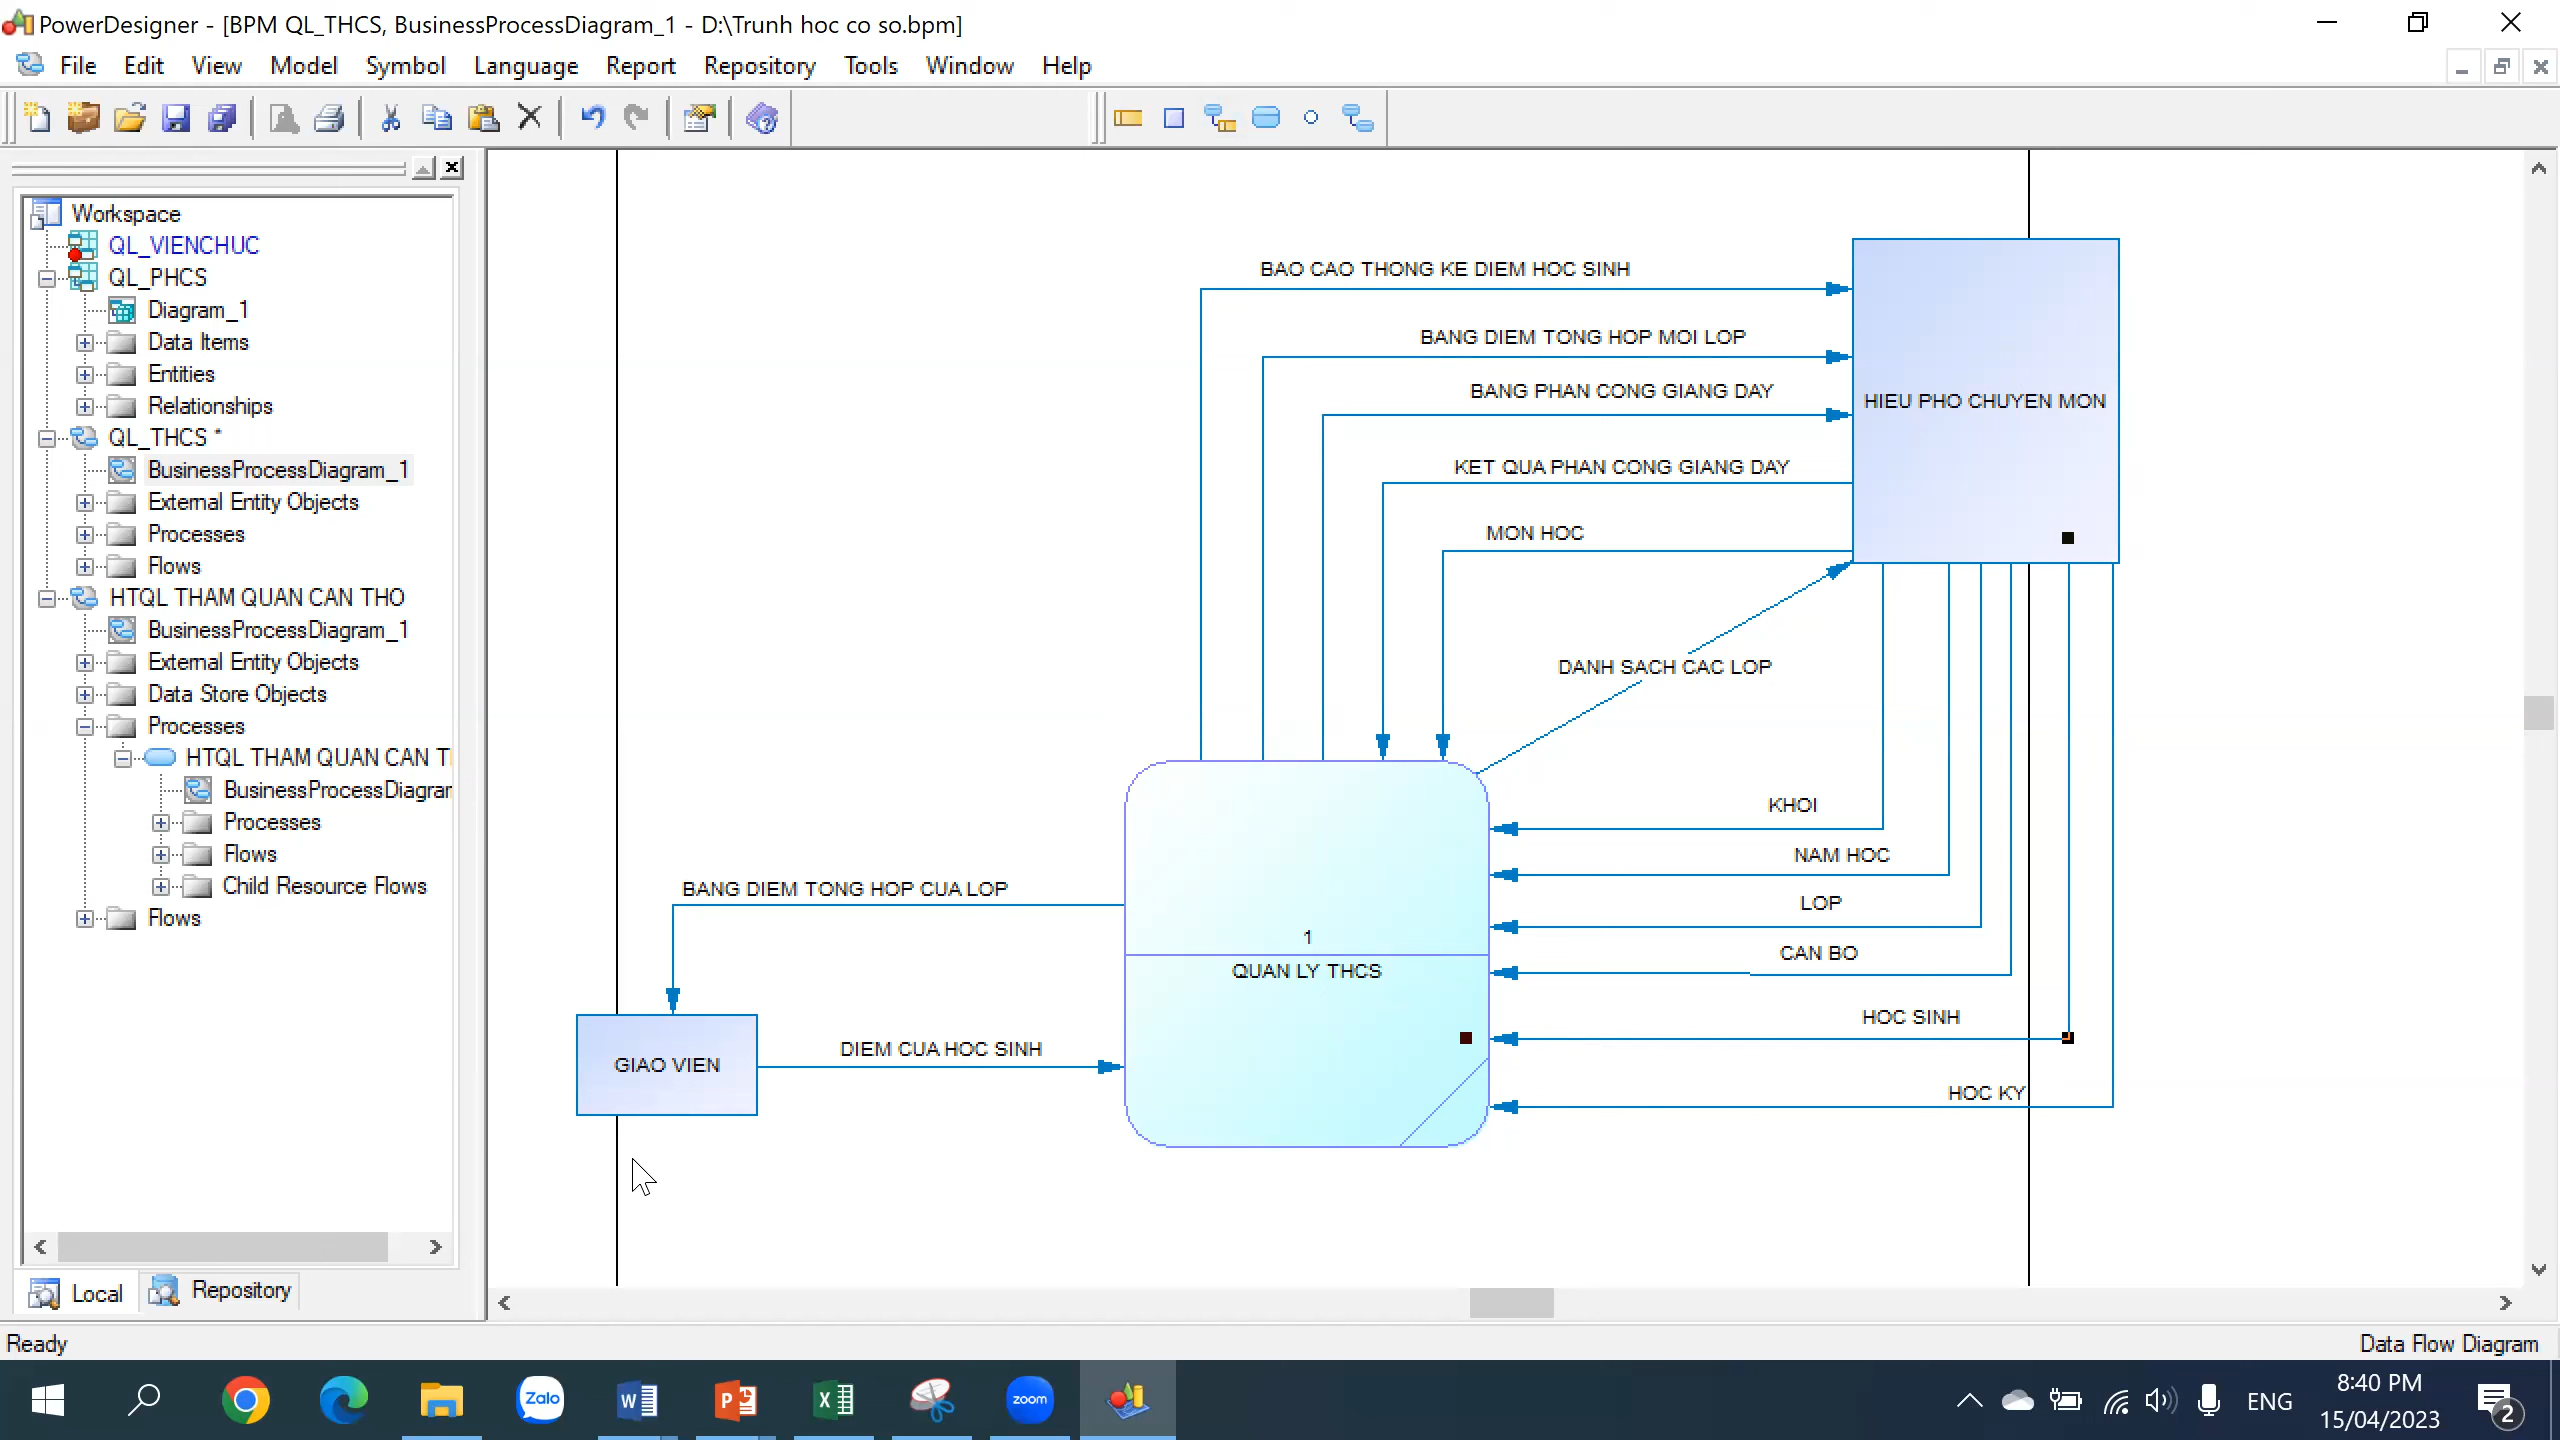 PowerDesigner - [BPM QL_THCS, BusinessProcessDiagram_1 - D:\Trunh hoc co so.bpm]
File Edit View Model Symbol Language Report Repository Tools Window Help
Workspace
QL_VIENCHUC
QL_PHCS
Diagram_1
Data Items
Entities
Relationships
QL_THCS *
BusinessProcessDiagram_1
External Entity Objects
Processes
Flows
HTQL THAM QUAN CAN THO
BusinessProcessDiagram_1
External Entity Objects
Data Store Objects
Processes
HTQL THAM QUAN CAN T
BusinessProcessDiagran
Processes
Flows
Child Resource Flows
Flows
Local
Repository
BAO CAO THONG KE DIEM HOC SINH
BANG DIEM TONG HOP MOI LOP
BANG PHAN CONG GIANG DAY
HIEU PHO CHUYEN MON
KET QUA PHAN CONG GIANG DAY
MON HOC
DANH SACH CAC LOP
KHOI
NAM HOC
BANG DIEM TONG HOP CUA LOP
LOP
1
CAN BO
QUAN LY THCS
HOC SINH
DIEM CUA HOC SINH
GIAO VIEN
HOC KY
Ready
Data Flow Diagram
Zalo
zoom
ENG
8:40 PM
15/04/2023
2